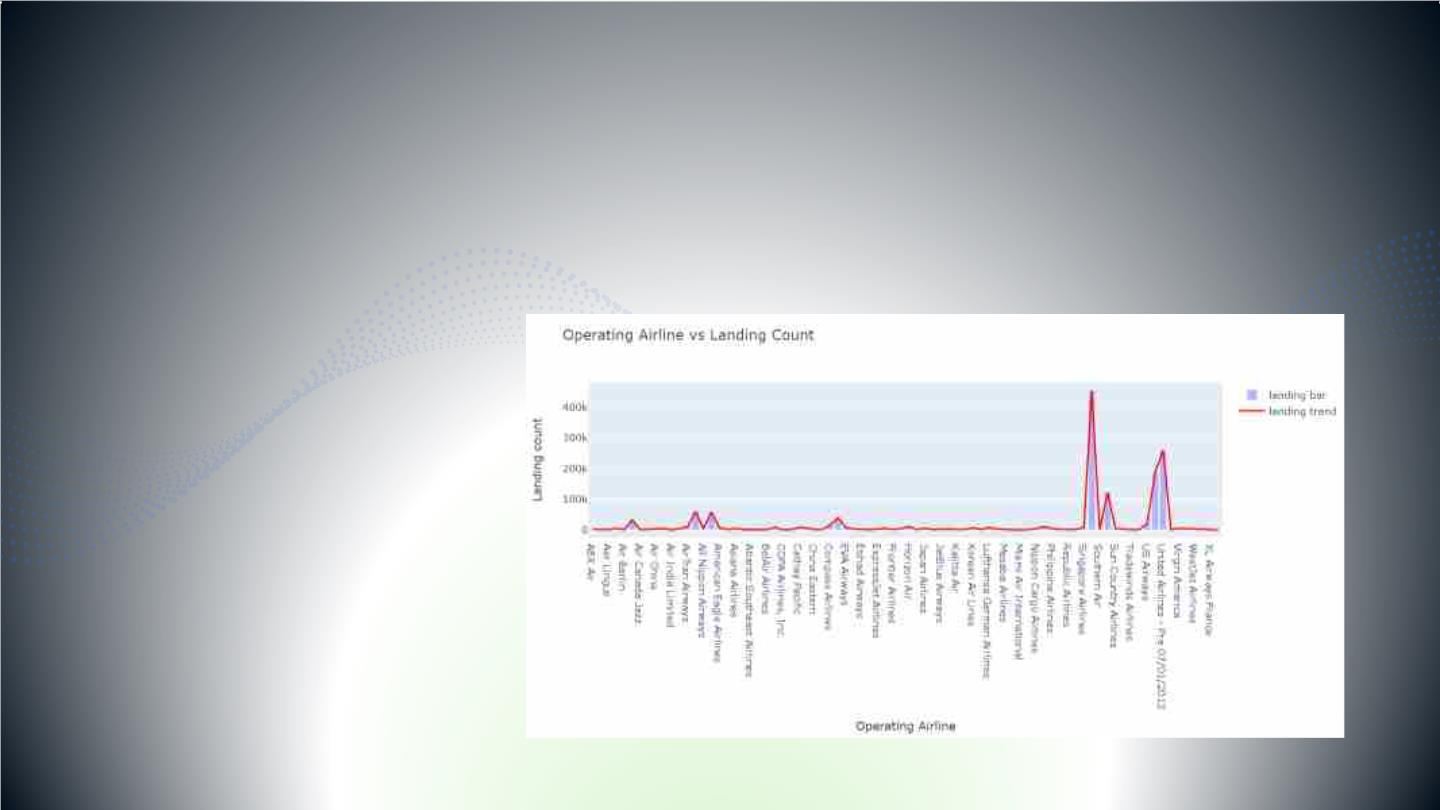 Operating Airline vs Landing Count
landing bar
landing trend
Landing count
400k
300k
200k
100k
0
ABX Air
Aer Lingus
Air Berlin
Air Canada Jazz
Air China
Air India Limited
Air Tran Airways
All Nippon Airways
American Eagle Airlines
Asiana Airlines
Atlantic Southeast Airlines
BelAir Airlines
COPA Airlines, Inc.
Cathay Pacific
China Eastern
Compass Airlines
EVA Airways
Etihad Airways
ExpressJet Airlines
Frontier Airlines
Horizon Air
Japan Airlines
JetBlue Airways
Kalitta Air
Korean Air Lines
Lufthansa German Airlines
Mesaba Airlines
Miami Air International
Nippon Cargo Airlines
Philippine Airlines
Republic Airlines
Singapore Airlines
Southern Air
Sun Country Airlines
Tradewinds Airlines
US Airways
United Airlines - Pre 07/01/2013
Virgin America
WestJet Airlines
XL Airways France
Operating Airline